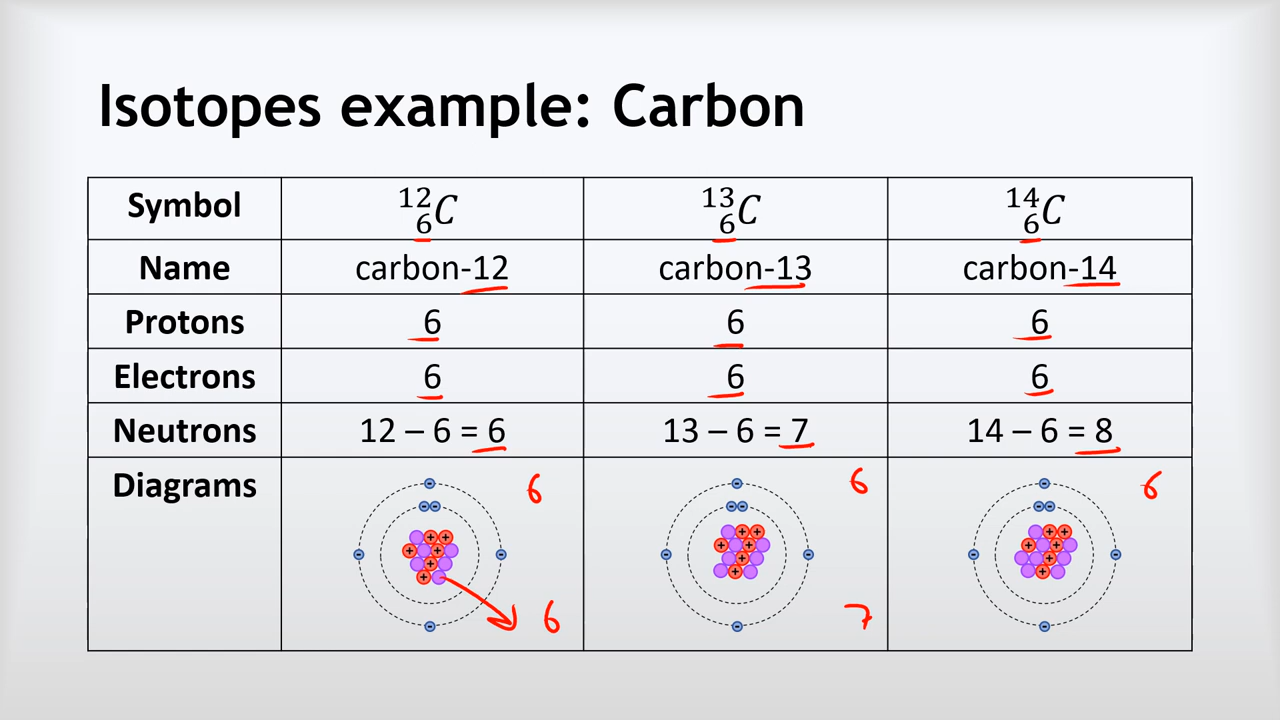 Isotopes example: Carbon
Symbol ¹²₆C ¹³₆C ¹⁴₆C
Name carbon-12 carbon-13 carbon-14
Protons 6 6 6
Electrons 6 6 6
Neutrons 12 – 6 = 6 13 – 6 = 7 14 – 6 = 8
Diagrams 6 6 6
6 7